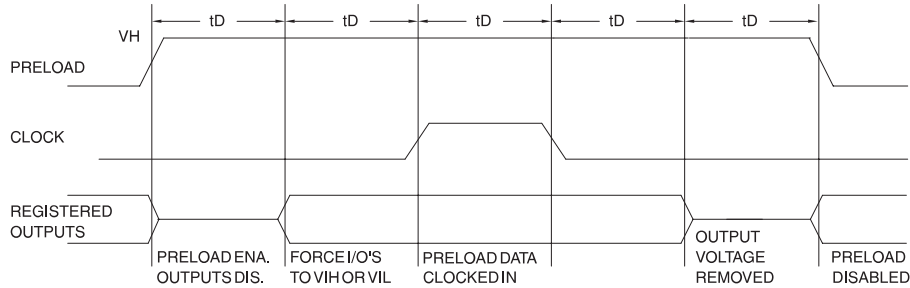 tD tD tD tD tD
VH
PRELOAD
CLOCK
REGISTERED
OUTPUTS
PRELOAD ENA.
OUTPUTS DIS.
FORCE I/O'S
TO VIH OR VIL
PRELOAD DATA
CLOCKED IN
OUTPUT
VOLTAGE
REMOVED
PRELOAD
DISABLED